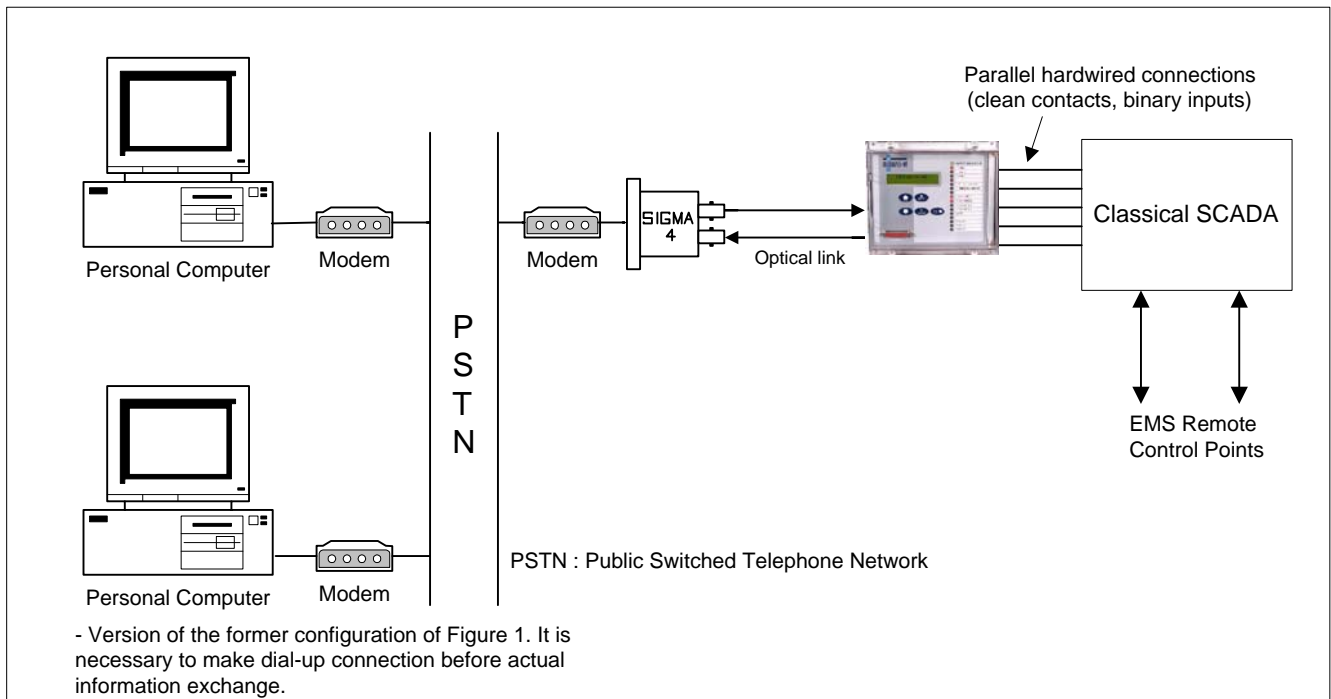 Parallel hardwired connections
(clean contacts, binary inputs)
SIGMA
4
Classical SCADA
Personal Computer
Modem
Modem
Optical link
P
S
T
N
EMS Remote
Control Points
PSTN : Public Switched Telephone Network
Personal Computer
Modem
- Version of the former configuration of Figure 1. It is
necessary to make dial-up connection before actual
information exchange.